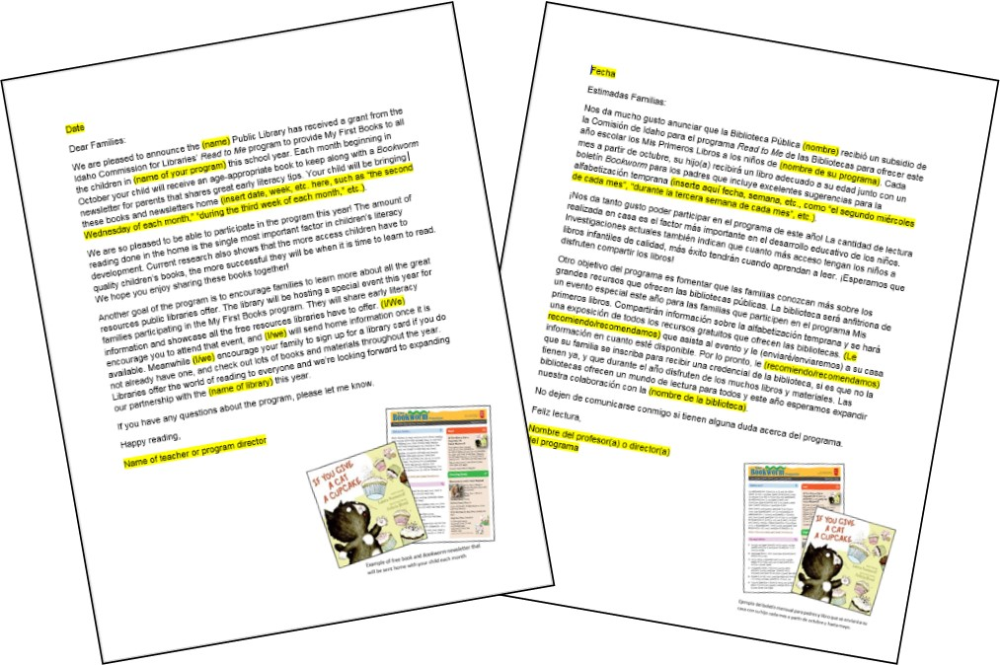 Date
Dear Families:
We are pleased to announce the (name) Public Library has received a grant from the
Idaho Commission for Libraries' Read to Me program to provide My First Books to all
the children in (name of your program) this school year. Each month beginning in
October your child will receive an age-appropriate book to keep along with a Bookworm
newsletter for parents that shares great early literacy tips. Your child will be bringing
these books and newsletters home (insert date, week, etc. here, such as "the second
Wednesday of each month," "during the third week of each month," etc.).
We are so pleased to be able to participate in the program this year! The amount of
reading done in the home is the single most important factor in children's literacy
development. Current research also shows that the more access children have to
quality children's books, the more successful they will be when it is time to learn to read.
We hope you enjoy sharing these books together!
Another goal of the program is to encourage families to learn more about all the great
resources public libraries offer. The library will be hosting a special event this year for
families participating in the My First Books program. They will share early literacy
information and showcase all the free resources libraries have to offer. (I/We)
encourage you to attend that event, and (I/we) will send home information once it is
available. Meanwhile (I/we) encourage your family to sign up for a library card if you do
not already have one, and check out lots of books and materials throughout the year.
Libraries offer the world of reading to everyone and we're looking forward to expanding
our partnership with the (name of library) this year.
If you have any questions about the program, please let me know.
Happy reading,
Name of teacher or program director
Bookworm
IF YOU GIVE
A CAT
A CUPCAKE
Example of free book and Bookworm newsletter that
will be sent home with your child each month
Fecha
Estimadas Familias:
Nos da mucho gusto anunciar que la Biblioteca Pública (nombre) recibió un subsidio de
la Comisión de Idaho para el programa Read to Me de las Bibliotecas para ofrecer este
año escolar los Mis Primeros Libros a los niños de (nombre de su programa). Cada
mes a partir de octubre, su hijo(a) recibirá un libro adecuado a su edad junto con un
boletín Bookworm para los padres que incluye excelentes sugerencias para la
alfabetización temprana (inserte aquí fecha, semana, etc., como "el segundo miércoles
de cada mes", "durante la tercera semana de cada mes", etc.).
¡Nos da tanto gusto poder participar en el programa de este año! La cantidad de lectura
realizada en casa es el factor más importante en el desarrollo educativo de los niños.
Investigaciones actuales también indican que cuanto más acceso tengan los niños a
libros infantiles de calidad, más éxito tendrán cuando aprendan a leer. ¡Esperamos que
disfruten compartir los libros!
Otro objetivo del programa es fomentar que las familias conozcan más sobre los
grandes recursos que ofrecen las bibliotecas públicas. La biblioteca será anfitriona de
un evento especial este año para las familias que participen en el programa Mis
primeros libros. Compartirán información sobre la alfabetización temprana y se hará
una exposición de todos los recursos gratuitos que ofrecen las bibliotecas. (Le
recomiendo/recomendamos) que asista al evento y le (enviaré/enviaremos) a su casa
información en cuanto esté disponible. Por lo pronto, le (recomiendo/recomendamos)
que su familia se inscriba para recibir una credencial de la biblioteca, si es que no la
tienen ya, y que durante el año disfruten de los muchos libros y materiales. Las
bibliotecas ofrecen un mundo de lectura para todos y este año esperamos expandir
nuestra colaboración con la (nombre de la biblioteca).
No dejen de comunicarse conmigo si tienen alguna duda acerca del programa.
Feliz lectura,
Nombre del profesor(a) o director(a)
del programa
Bookworm
IF YOU GIVE
A CAT
A CUPCAKE
Ejemplo del boletín mensual para padres y libro que se enviarán a
casa con su hijo cada mes a partir de octubre a